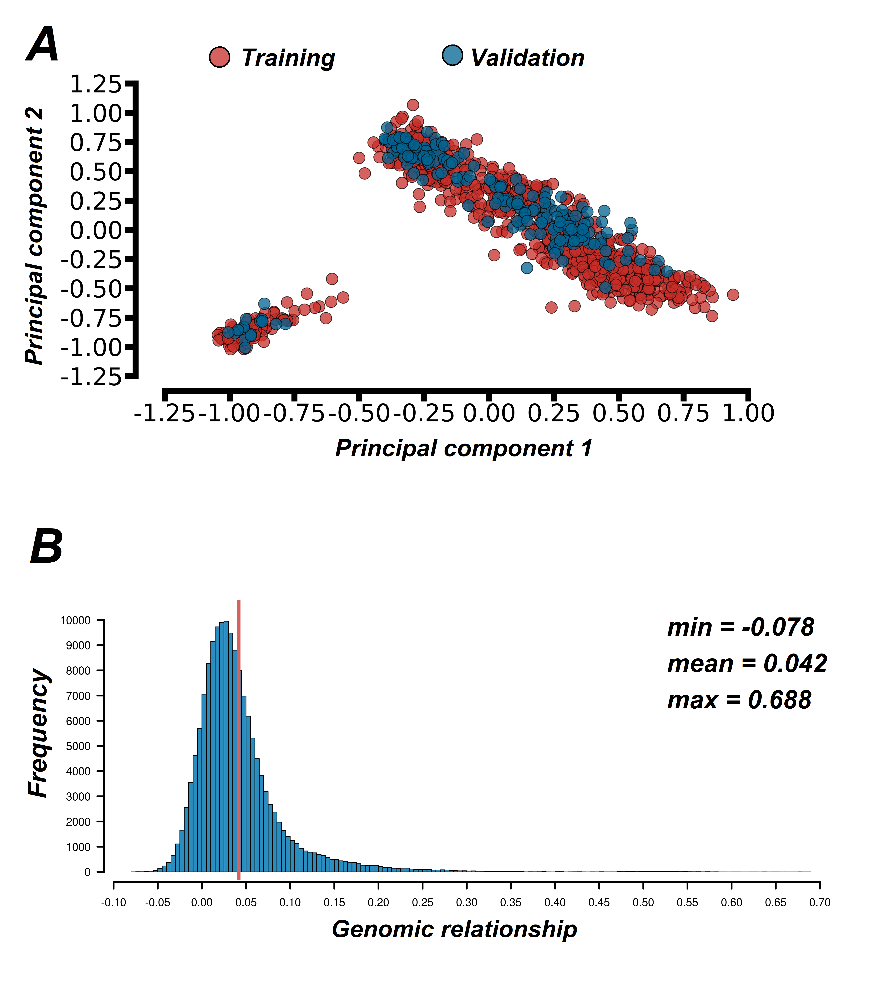 A
Training
Validation
1.25
1.00
0.75
0.50
0.25
0.00
-0.25
-0.50
-0.75
-1.00
-1.25
Principal component 2
-1.25 -1.00 -0.75 -0.50 -0.25 0.00 0.25 0.50 0.75 1.00
Principal component 1
B
min = -0.078
mean = 0.042
max = 0.688
10000
9000
8000
7000
6000
5000
4000
3000
2000
1000
0
Frequency
-0.10 -0.05 0.00 0.05 0.10 0.15 0.20 0.25 0.30 0.35 0.40 0.45 0.50 0.55 0.60 0.65 0.70
Genomic relationship